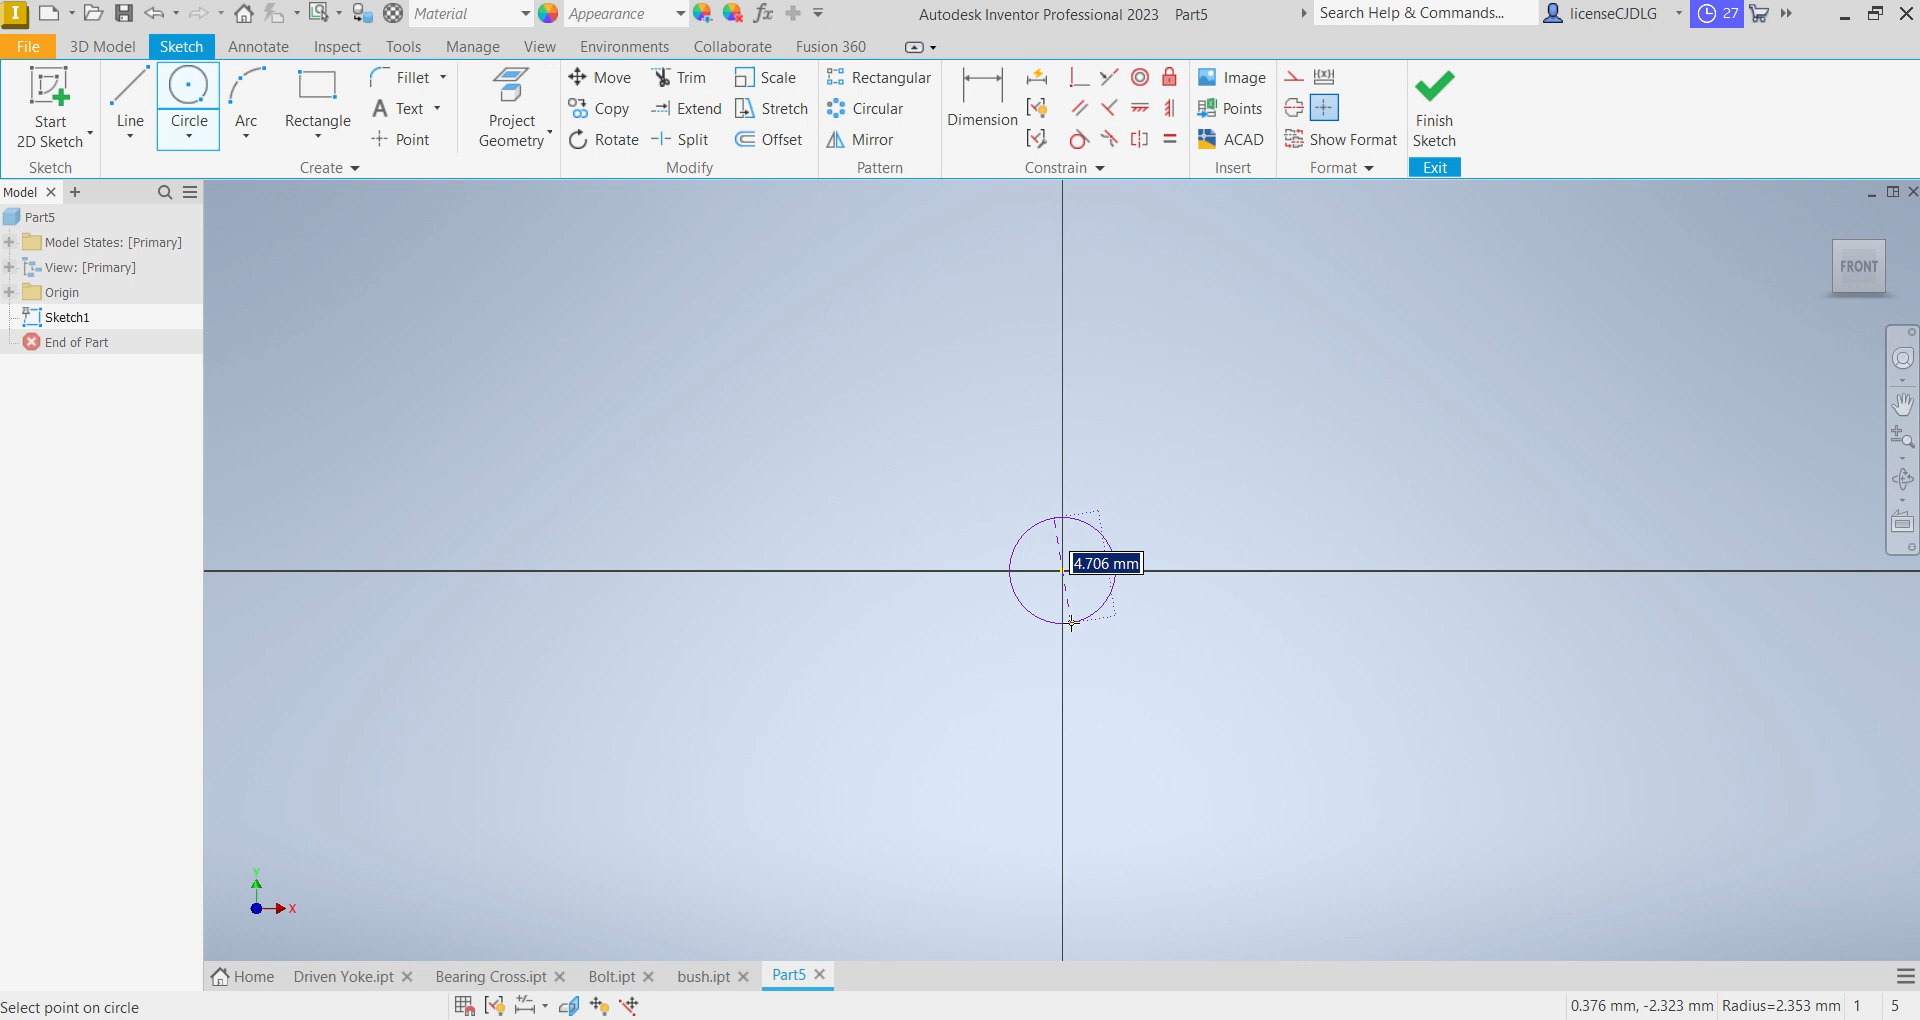 Material
Appearance
Autodesk Inventor Professional 2023 Part5
Search Help & Commands...
licenseCJDLG
27
File
3D Model
Sketch
Annotate
Inspect
Tools
Manage
View
Environments
Collaborate
Fusion 360
Start
2D Sketch
Sketch
Line
Circle
Arc
Rectangle
Fillet
Text
Point
Create
Project
Geometry
Move
Copy
Rotate
Trim
Extend
Split
Scale
Stretch
Offset
Modify
Rectangular
Circular
Mirror
Pattern
Dimension
Constrain
Image
Points
ACAD
Insert
Show Format
Format
Finish
Sketch
Exit
Model
Part5
Model States: [Primary]
View: [Primary]
Origin
Sketch1
End of Part
FRONT
4.706 mm
Y
X
Home
Driven Yoke.ipt
Bearing Cross.ipt
Bolt.ipt
bush.ipt
Part5
Select point on circle
0.376 mm, -2.323 mm
Radius=2.353 mm
1
5